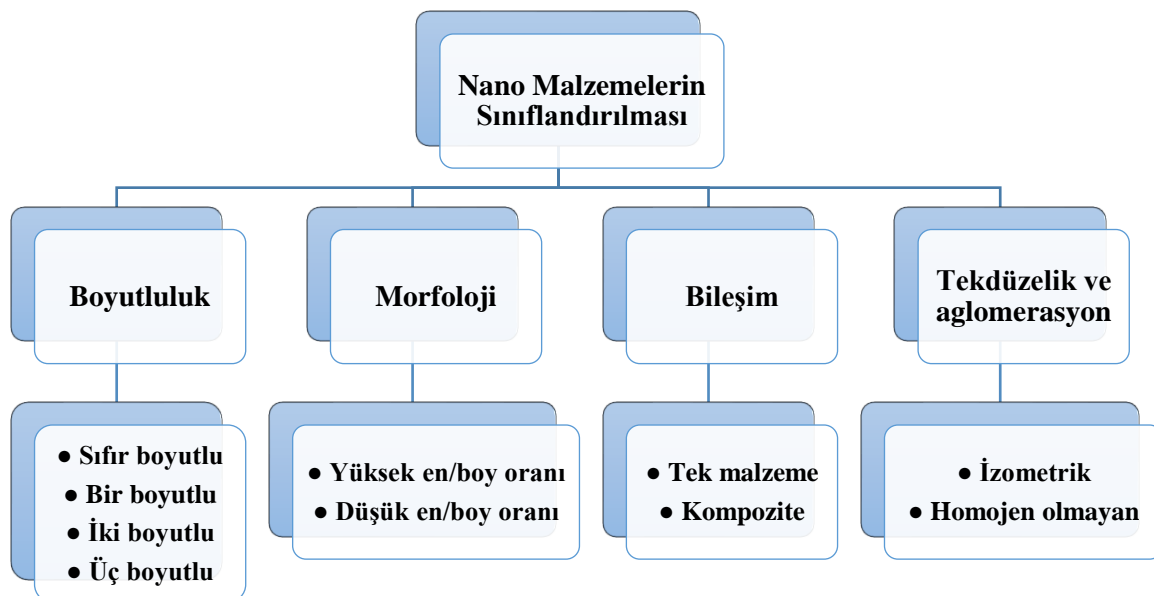 Nano Malzemelerin
Sınıflandırılması
Boyutluluk
Morfoloji
Bileşim
Tekdüzelik ve
aglomerasyon
● Sıfır boyutlu
● Bir boyutlu
● İki boyutlu
● Üç boyutlu
● Yüksek en/boy oranı
● Düşük en/boy oranı
● Tek malzeme
● Kompozite
● İzometrik
● Homojen olmayan